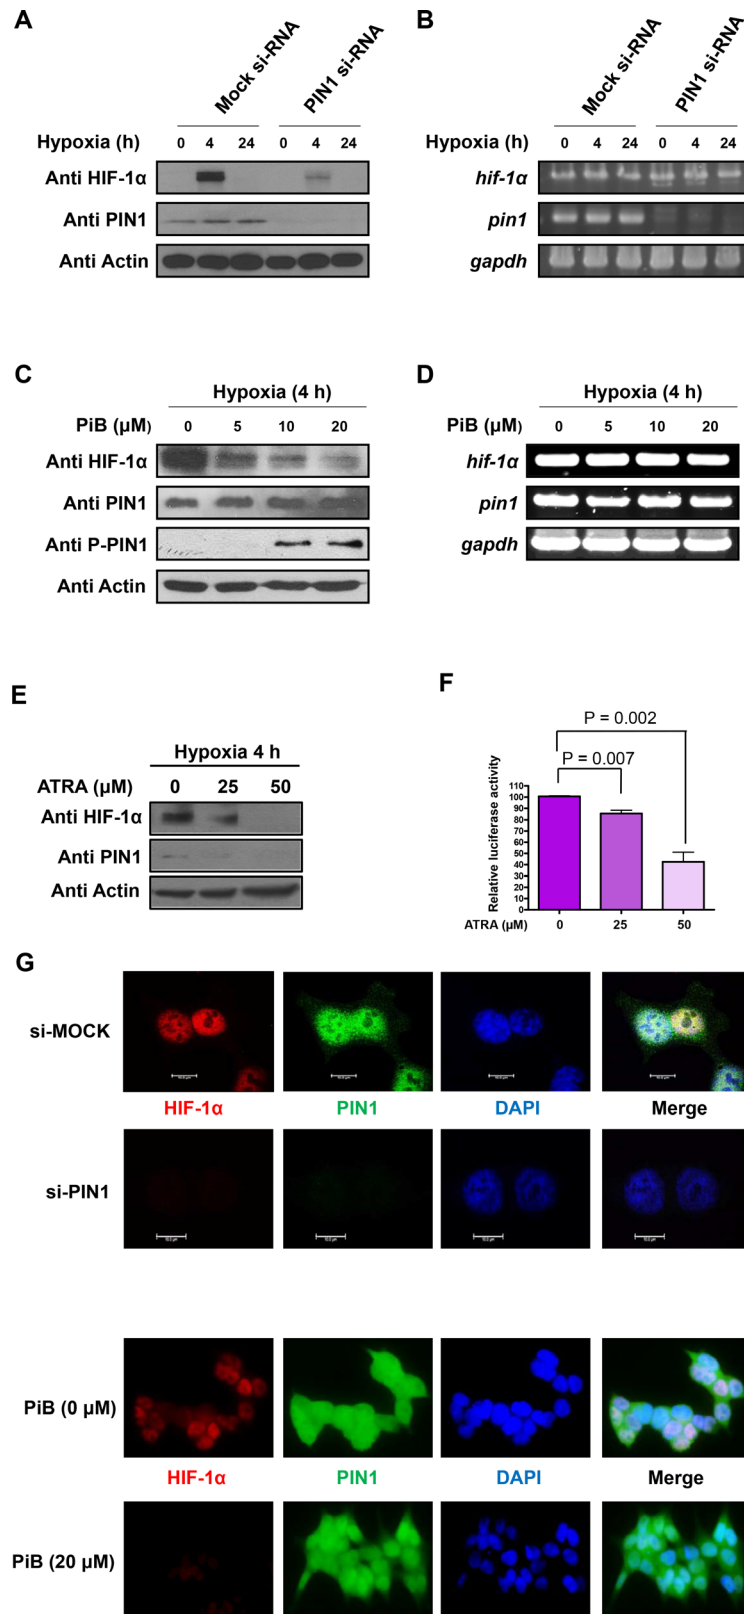 A
Mock si-RNA
PIN1 si-RNA
Hypoxia (h)
0 4 24 0 4 24
Anti HIF-1α
Anti PIN1
Anti Actin
B
Mock si-RNA
PIN1 si-RNA
Hypoxia (h)
0 4 24 0 4 24
hif-1α
pin1
gapdh
C
Hypoxia (4 h)
PiB (μM)
0 5 10 20
Anti HIF-1α
Anti PIN1
Anti P-PIN1
Anti Actin
D
Hypoxia (4 h)
PiB (μM)
0 5 10 20
hif-1α
pin1
gapdh
E
Hypoxia 4 h
ATRA (μM)
0 25 50
Anti HIF-1α
Anti PIN1
Anti Actin
F
P = 0.002
P = 0.007
Relative luciferase activity
110
100
90
80
70
60
50
40
30
20
10
0
ATRA (μM) 0 25 50
G
si-MOCK
HIF-1α PIN1 DAPI Merge
si-PIN1
PiB (0 μM)
HIF-1α PIN1 DAPI Merge
PiB (20 μM)